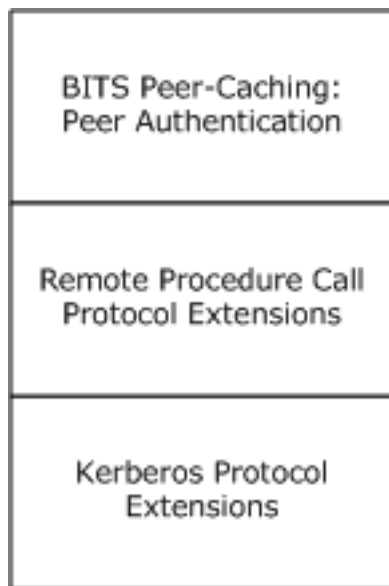 BITS Peer-Caching:
Peer Authentication
Remote Procedure Call
Protocol Extensions
Kerberos Protocol
Extensions